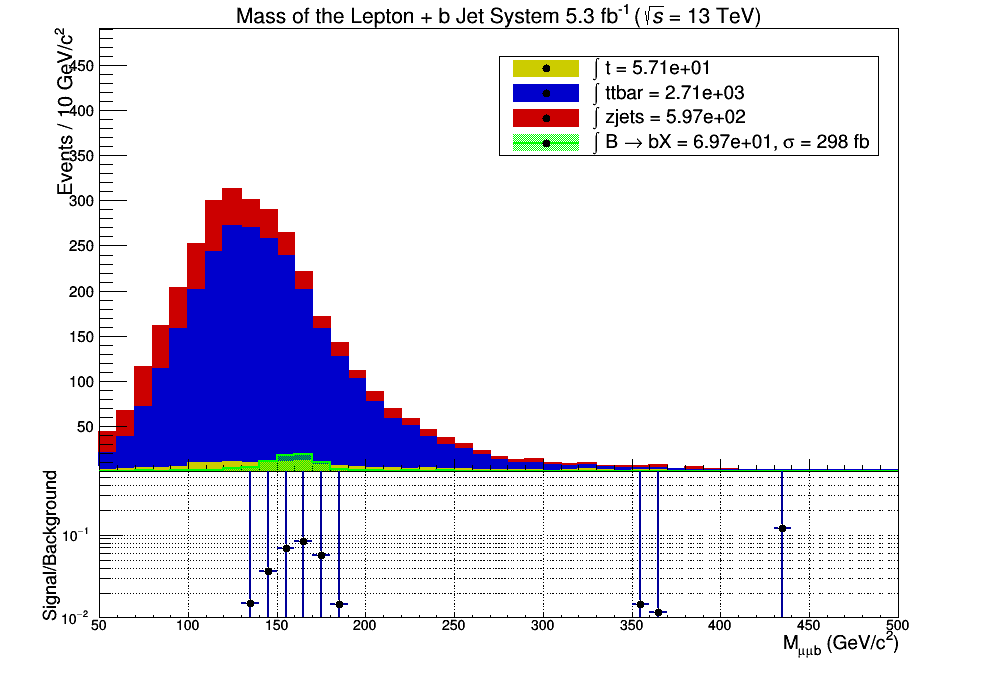 Mass of the Lepton + b Jet System 5.3 fb⁻¹ (√s = 13 TeV)
Events / 10 GeV/c²
450
400
350
300
250
200
150
100
50
∫ t = 5.71e+01
∫ ttbar = 2.71e+03
∫ zjets = 5.97e+02
∫ B → bX = 6.97e+01, σ = 298 fb
Signal/Background
10⁻¹
10⁻²
50 100 150 200 250 300 350 400 450 500
M_μμb (GeV/c²)